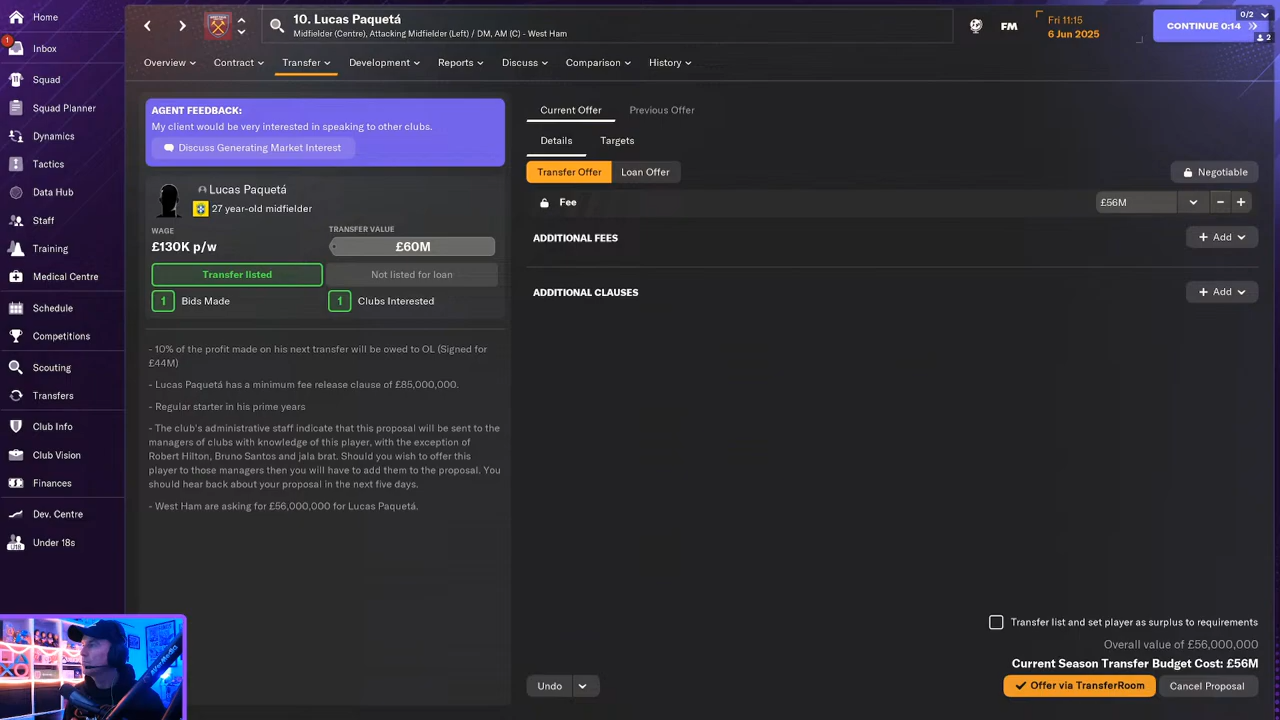 Home
Inbox
1
Squad
Squad Planner
Dynamics
Tactics
Data Hub
Staff
Training
Medical Centre
Schedule
Competitions
Scouting
Transfers
Club Info
Club Vision
Finances
Dev. Centre
Under 18s
10. Lucas Paquetá
Midfielder (Centre), Attacking Midfielder (Left) / DM, AM (C) - West Ham
FM
Fri 11:15
6 Jun 2025
CONTINUE 0:14
0/2
2
Overview
Contract
Transfer
Development
Reports
Discuss
Comparison
History
AGENT FEEDBACK:
My client would be very interested in speaking to other clubs.
Discuss Generating Market Interest
Lucas Paquetá
27 year-old midfielder
WAGE
£130K p/w
TRANSFER VALUE
£60M
Transfer listed
Not listed for loan
1 Bids Made
1 Clubs Interested
- 10% of the profit made on his next transfer will be owed to OL (Signed for
£44M)
- Lucas Paquetá has a minimum fee release clause of £85,000,000.
- Regular starter in his prime years
- The club's administrative staff indicate that this proposal will be sent to the
managers of clubs with knowledge of this player, with the exception of
Robert Hilton, Bruno Santos and jala brat. Should you wish to offer this
player to those managers then you will have to add them to the proposal. You
should hear back about your proposal in the next five days.
- West Ham are asking for £56,000,000 for Lucas Paquetá.
Current Offer
Previous Offer
Details
Targets
Transfer Offer
Loan Offer
Negotiable
Fee
£56M
ADDITIONAL FEES
+ Add
ADDITIONAL CLAUSES
+ Add
Transfer list and set player as surplus to requirements
Overall value of £56,000,000
Current Season Transfer Budget Cost: £56M
Undo
Offer via TransferRoom
Cancel Proposal